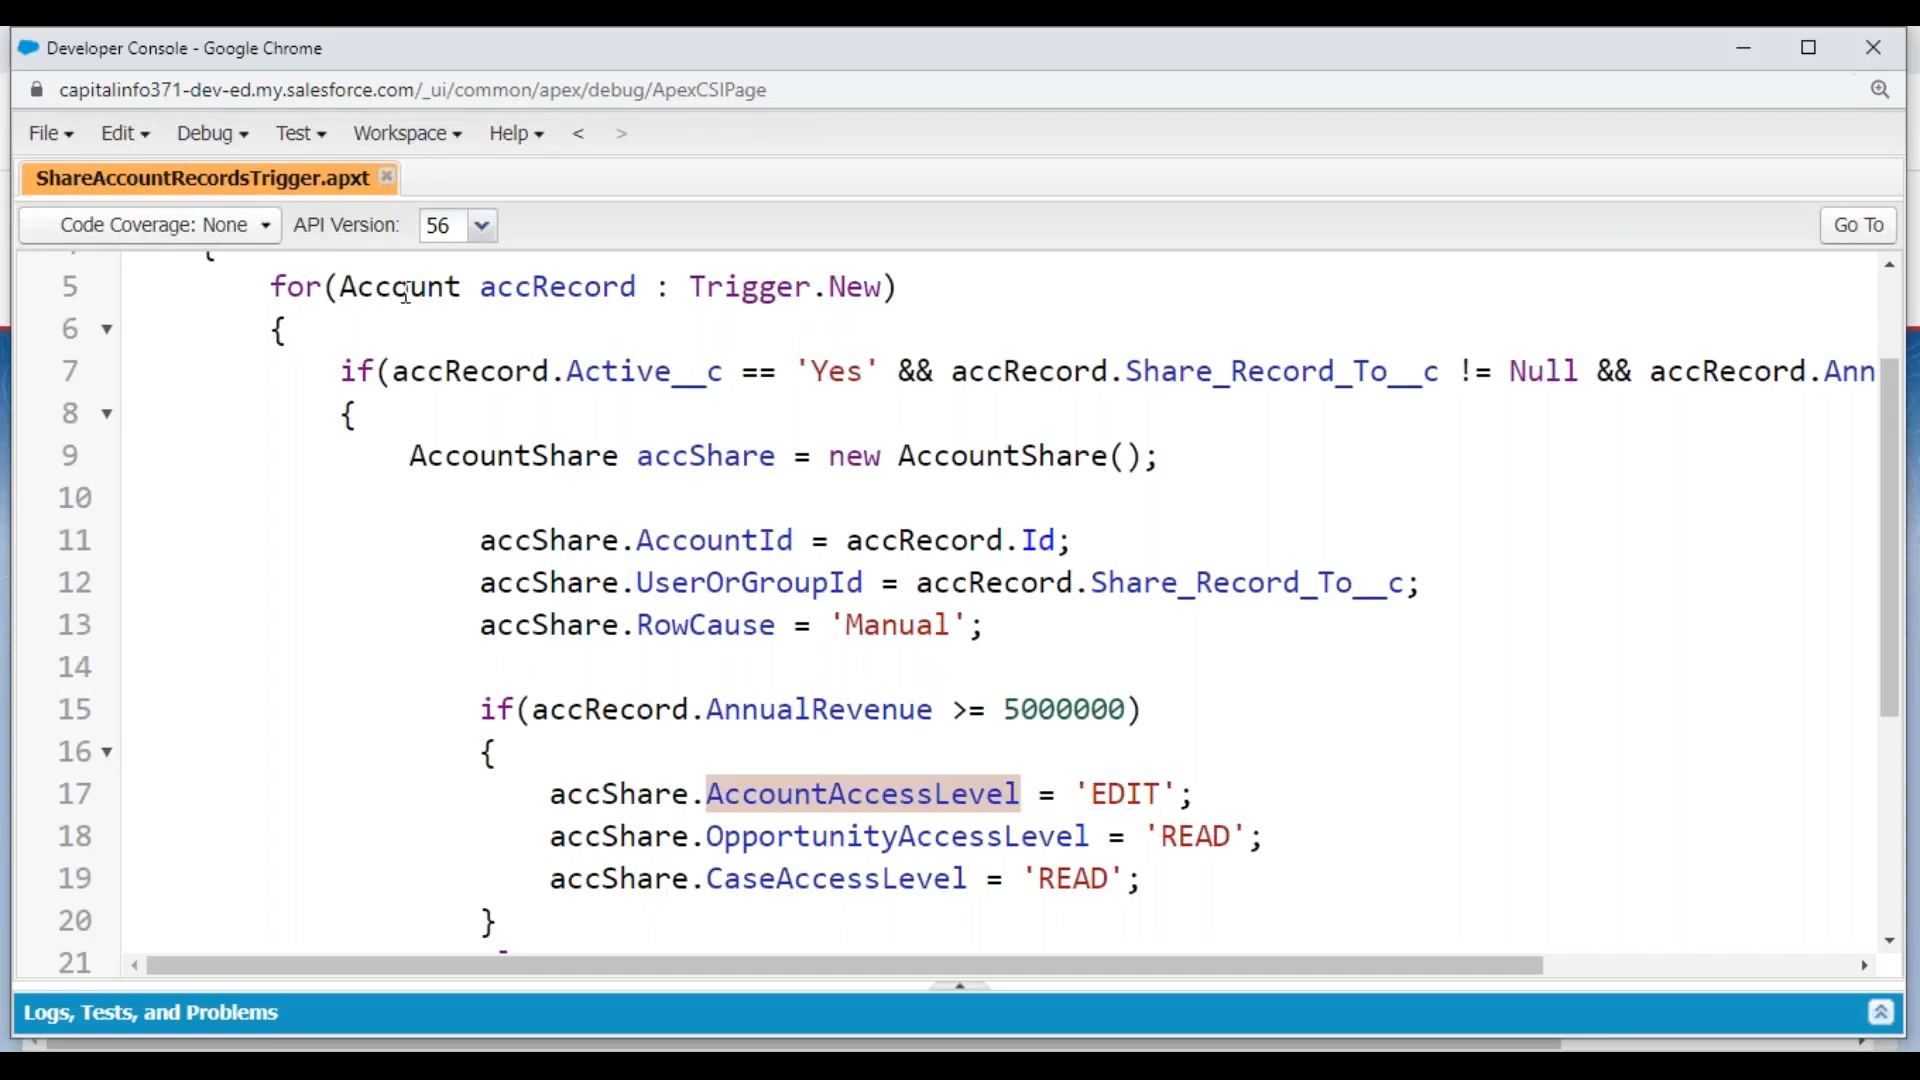 Developer Console - Google Chrome
capitalinfo371-dev-ed.my.salesforce.com/_ui/common/apex/debug/ApexCSIPage
File Edit Debug Test Workspace Help < >
ShareAccountRecordsTrigger.apxt
Code Coverage: None API Version: 56 Go To
5 for(Account accRecord : Trigger.New)
6 {
7 if(accRecord.Active__c == 'Yes' && accRecord.Share_Record_To__c != Null && accRecord.Ann
8 {
9 AccountShare accShare = new AccountShare();
10
11 accShare.AccountId = accRecord.Id;
12 accShare.UserOrGroupId = accRecord.Share_Record_To__c;
13 accShare.RowCause = 'Manual';
14
15 if(accRecord.AnnualRevenue >= 5000000)
16 {
17 accShare.AccountAccessLevel = 'EDIT';
18 accShare.OpportunityAccessLevel = 'READ';
19 accShare.CaseAccessLevel = 'READ';
20 }
21
Logs, Tests, and Problems